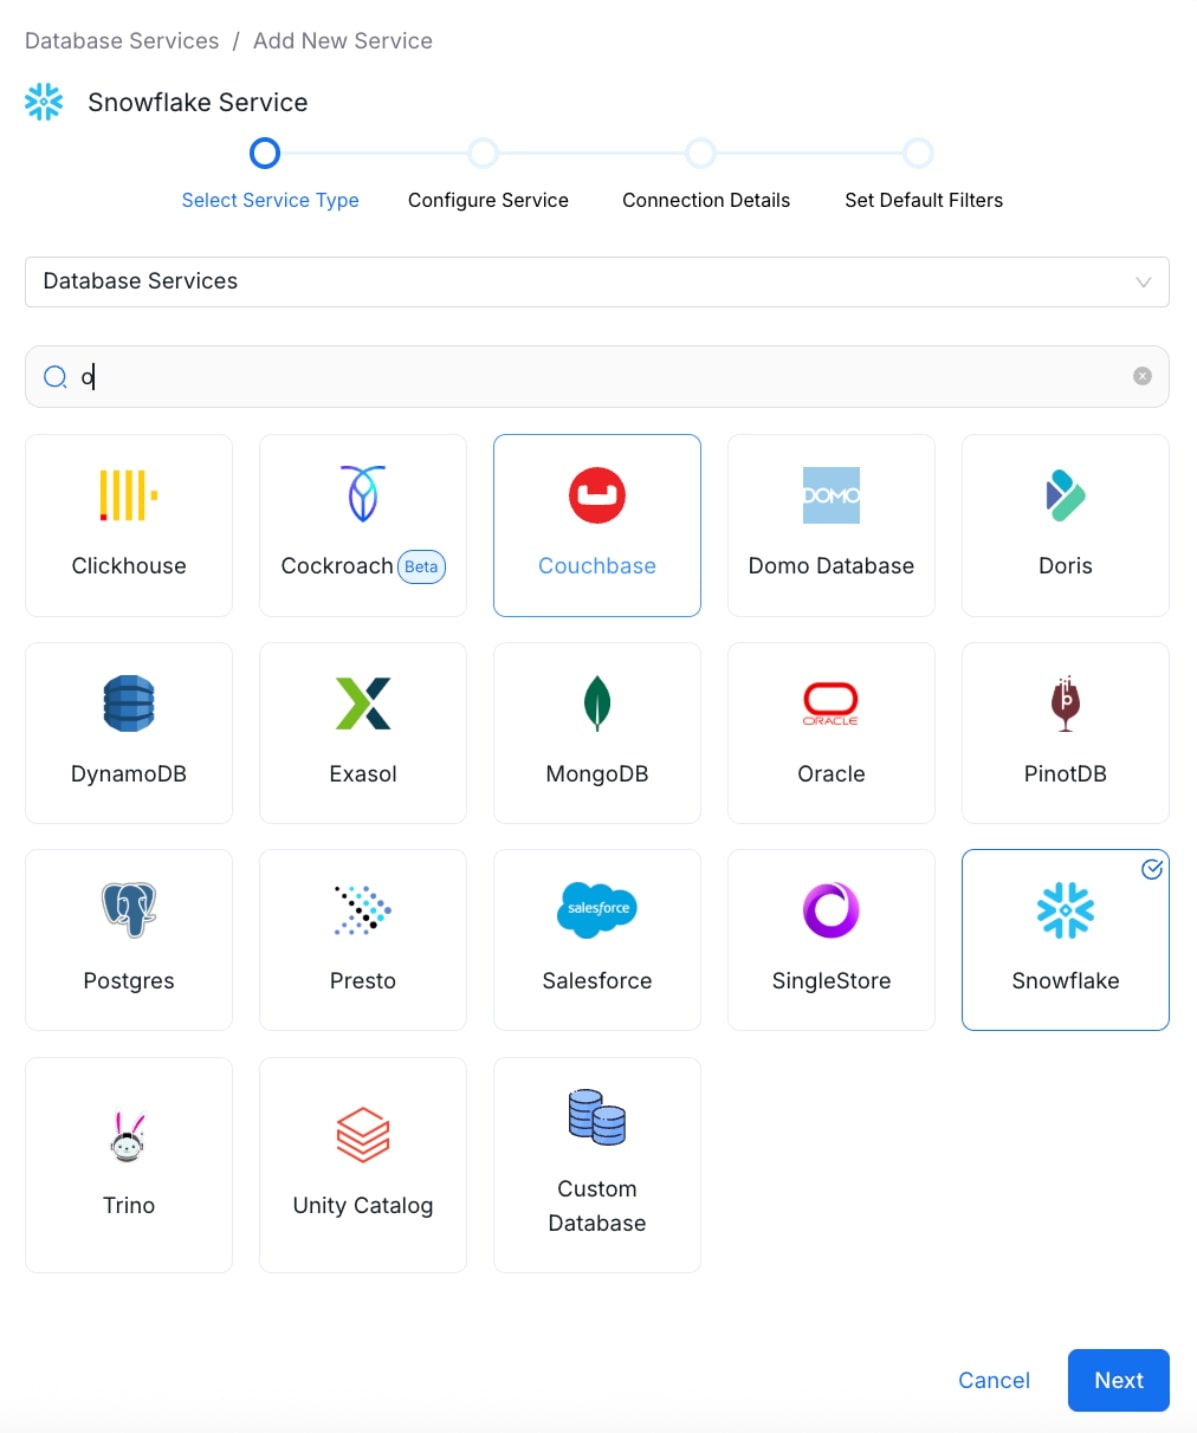 Database Services / Add New Service
Snowflake Service
Select Service Type
Configure Service
Connection Details
Set Default Filters
Database Services
o
Clickhouse
Cockroach Beta
Couchbase
DOMO
Domo Database
Doris
DynamoDB
Exasol
MongoDB
ORACLE
Oracle
p
PinotDB
Postgres
Presto
salesforce
Salesforce
SingleStore
Snowflake
Trino
Unity Catalog
Custom
Database
Cancel
Next